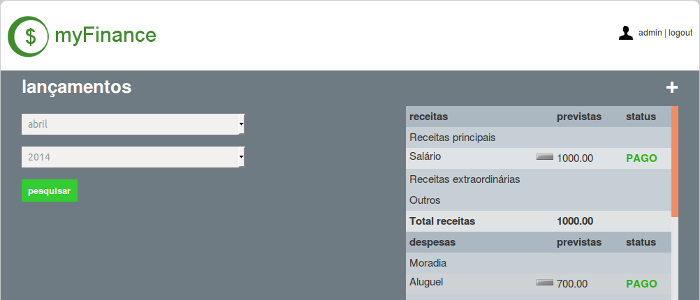 $ myFinance
admin | logout
lançamentos
+
abril
2014
pesquisar
receitas previstas status
Receitas principais
Salário 1000.00 PAGO
Receitas extraordinárias
Outros
Total receitas 1000.00
despesas previstas status
Moradia
Aluguel 700.00 PAGO